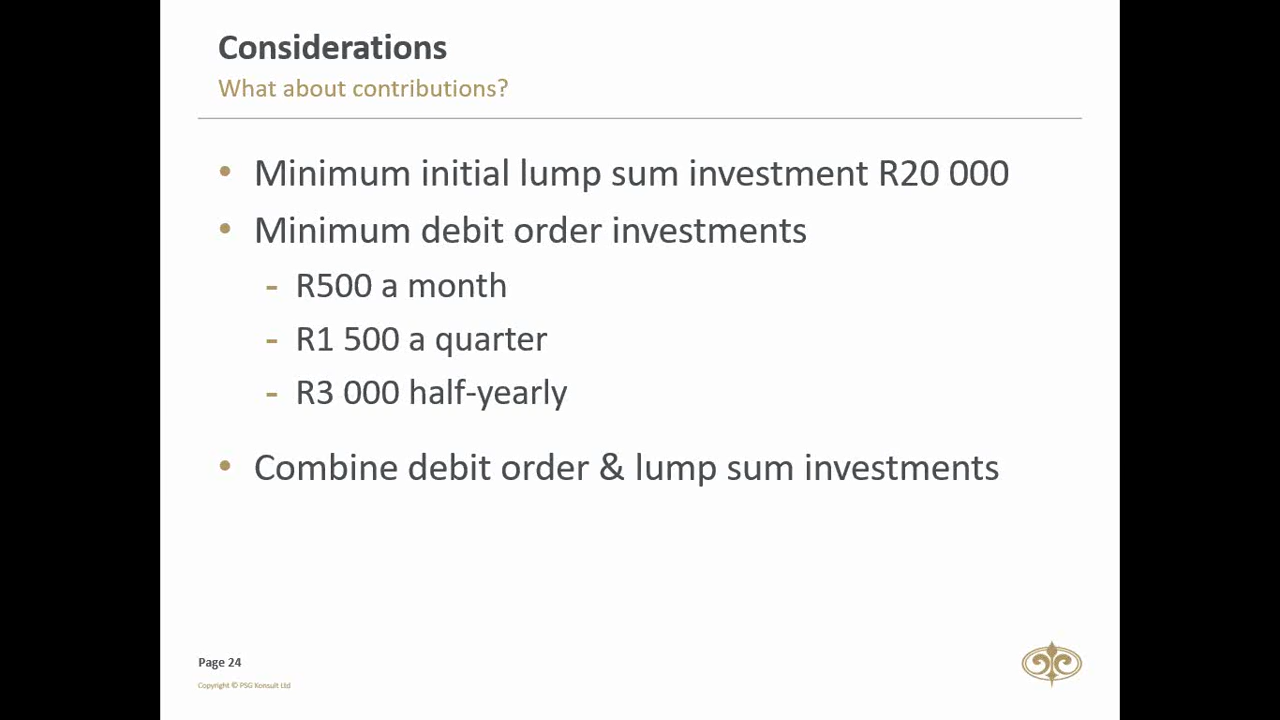 Considerations
What about contributions?
• Minimum initial lump sum investment R20 000
• Minimum debit order investments
- R500 a month
- R1 500 a quarter
- R3 000 half-yearly
• Combine debit order & lump sum investments
Page 24
Copyright © PSG Konsult Ltd